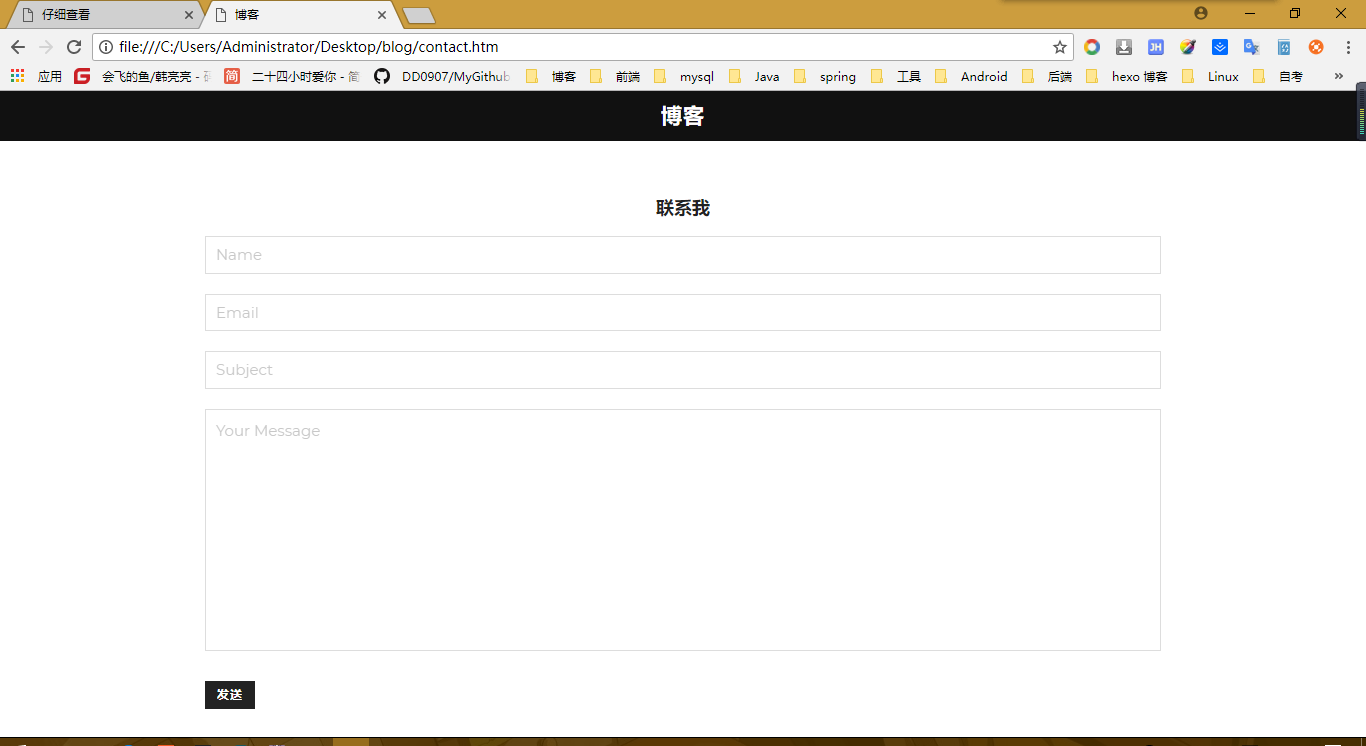 仔细查看
博客
file:///C:/Users/Administrator/Desktop/blog/contact.htm
应用 会飞的鱼/韩亮亮 - 二十四小时爱你 - 简 DD0907/MyGithub 博客 前端 mysql Java spring 工具 Android 后端 hexo 博客 Linux 自考 »
博客
联系我
Name
Email
Subject
Your Message
发送